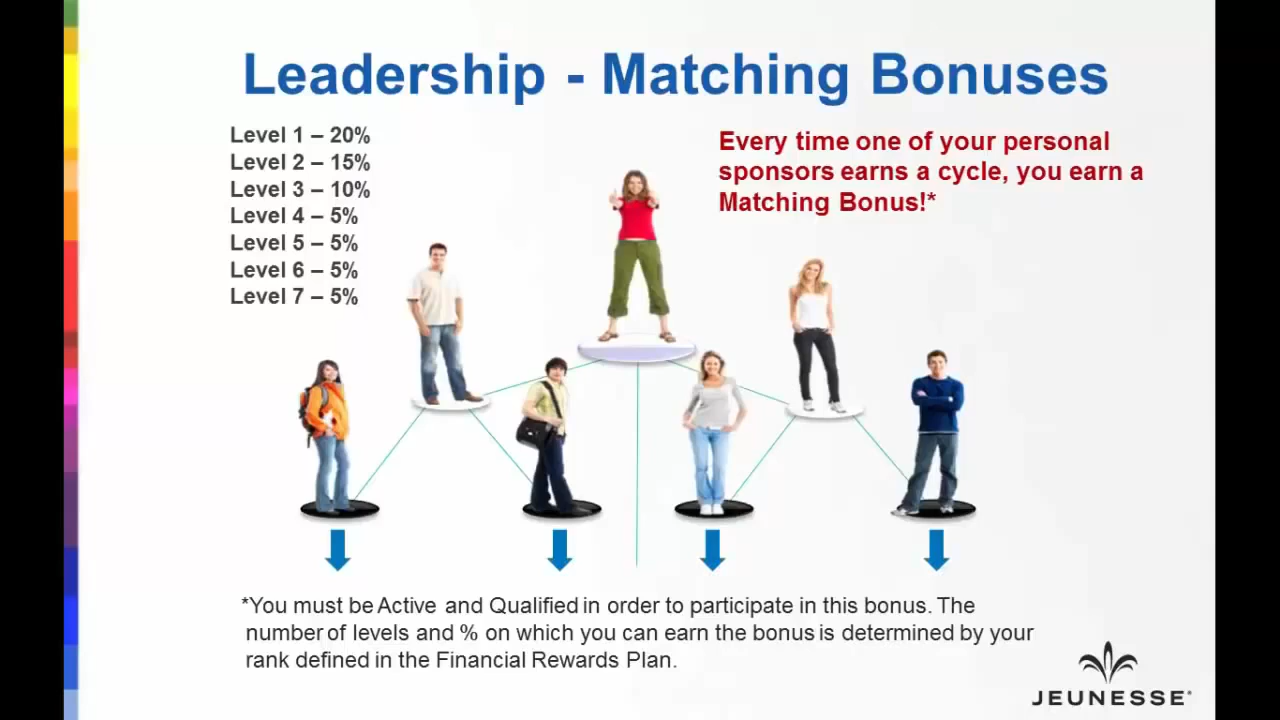 Leadership - Matching Bonuses
Level 1 – 20%
Level 2 – 15%
Level 3 – 10%
Level 4 – 5%
Level 5 – 5%
Level 6 – 5%
Level 7 – 5%
Every time one of your personal
sponsors earns a cycle, you earn a
Matching Bonus!*
*You must be Active and Qualified in order to participate in this bonus. The
number of levels and % on which you can earn the bonus is determined by your
rank defined in the Financial Rewards Plan.
JEUNESSE®